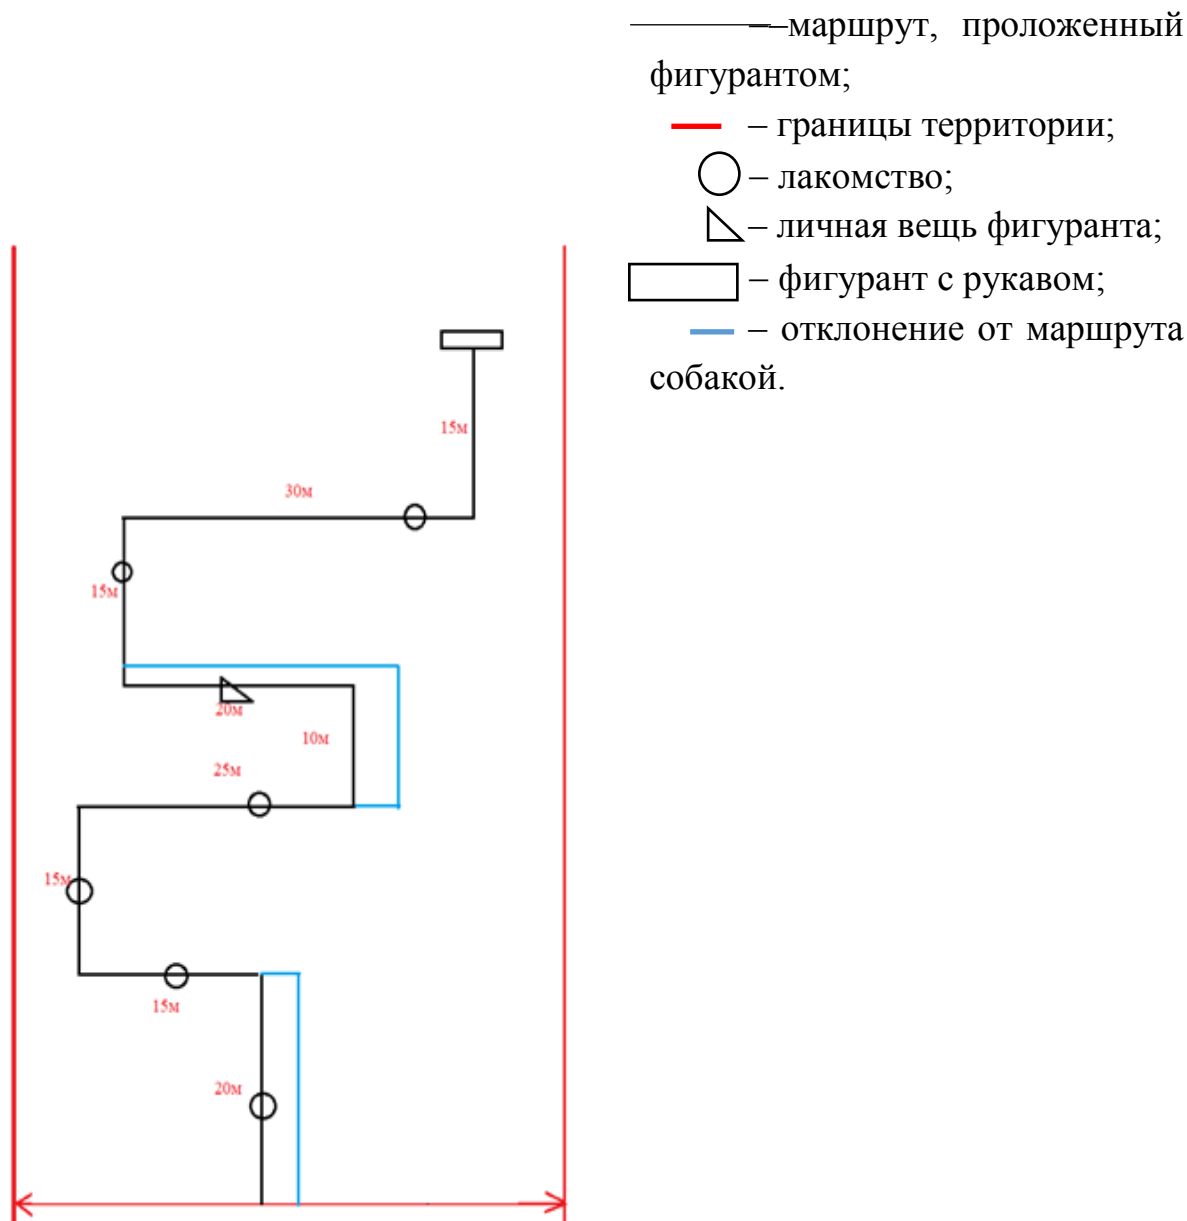 ——маршрут, проложенный
фигурантом;
– границы территории;
– лакомство;
– личная вещь фигуранта;
– фигурант с рукавом;
– отклонение от маршрута
собакой.
15м
30м
15м
20м
10м
25м
15м
15м
20м